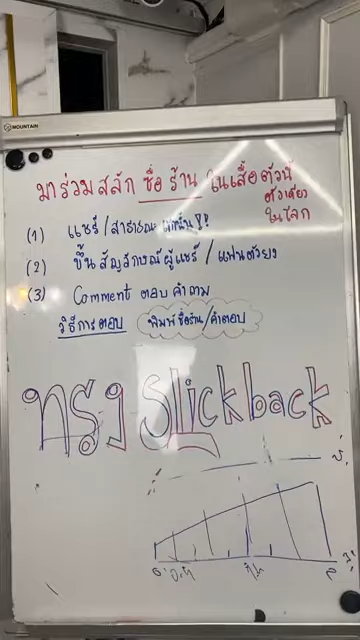 MOUNTAIN
มาร่วมสลัก ชื่อ ร้าน ในเสื้อตัวนี้
ตัวเดียว
ในโลก
(1) แชร์/สาธารณะ เท่านั้น!!
(2) ขึ้นสัญลักษณ์ผู้แชร์/แฟนตัวยง
(3) Comment ตอบคำถาม
วิธีการตอบ พิมพ์ชื่อร้าน/คำตอบ
ทรง Slickback